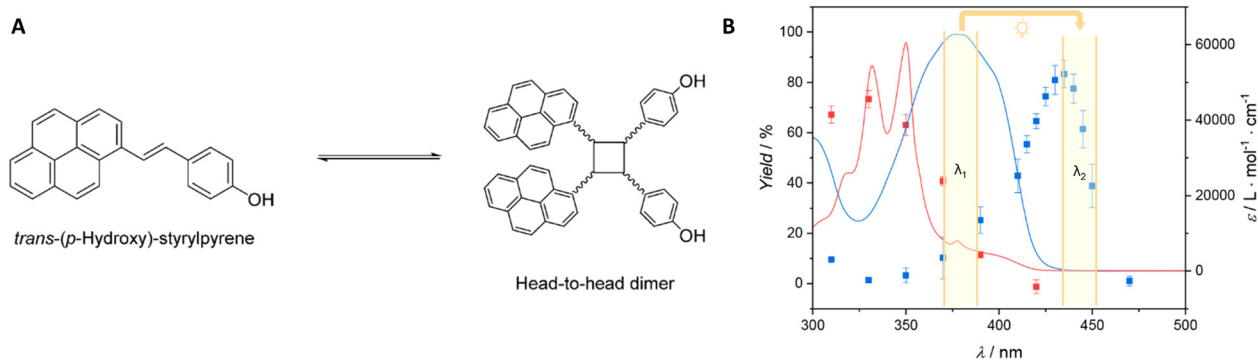 A
OH
OH
OH
trans-(p-Hydroxy)-styrylpyrene
Head-to-head dimer
B
100
80
60
40
20
0
Yield / %
λ1
λ2
60000
40000
20000
0
ε / L · mol-1 · cm-1
300
350
400
450
500
λ / nm